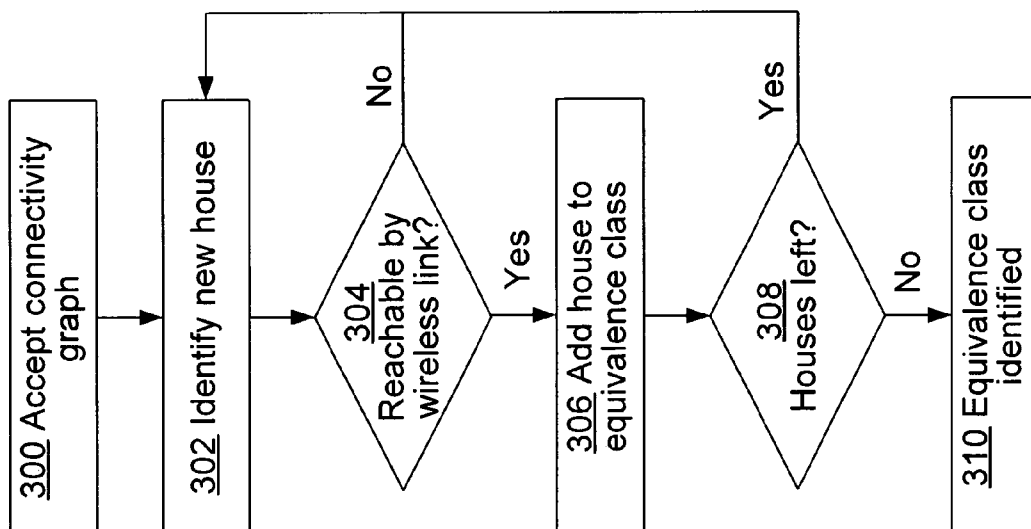 300 Accept connectivity
graph
302 Identify new house
304
Reachable by
wireless link?
No
Yes
306 Add house to
equivalence class
308
Houses left?
Yes
No
310 Equivalence class
identified